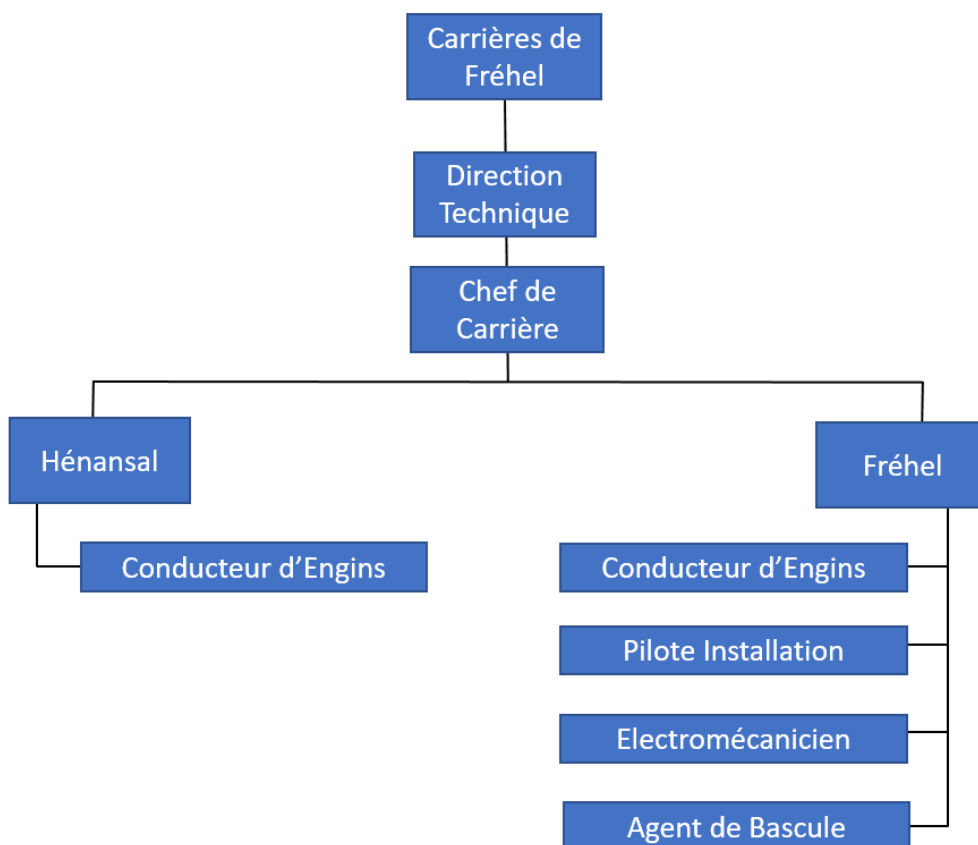 Carrières de
Fréhel
Direction
Technique
Chef de
Carrière
Hénansal
Fréhel
Conducteur d’Engins
Conducteur d’Engins
Pilote Installation
Electromécanicien
Agent de Bascule